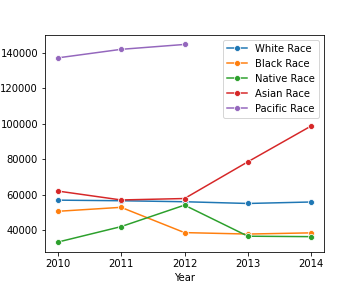 140000
120000
100000
80000
60000
40000
2010
2011
2012
2013
2014
Year
White Race
Black Race
Native Race
Asian Race
Pacific Race